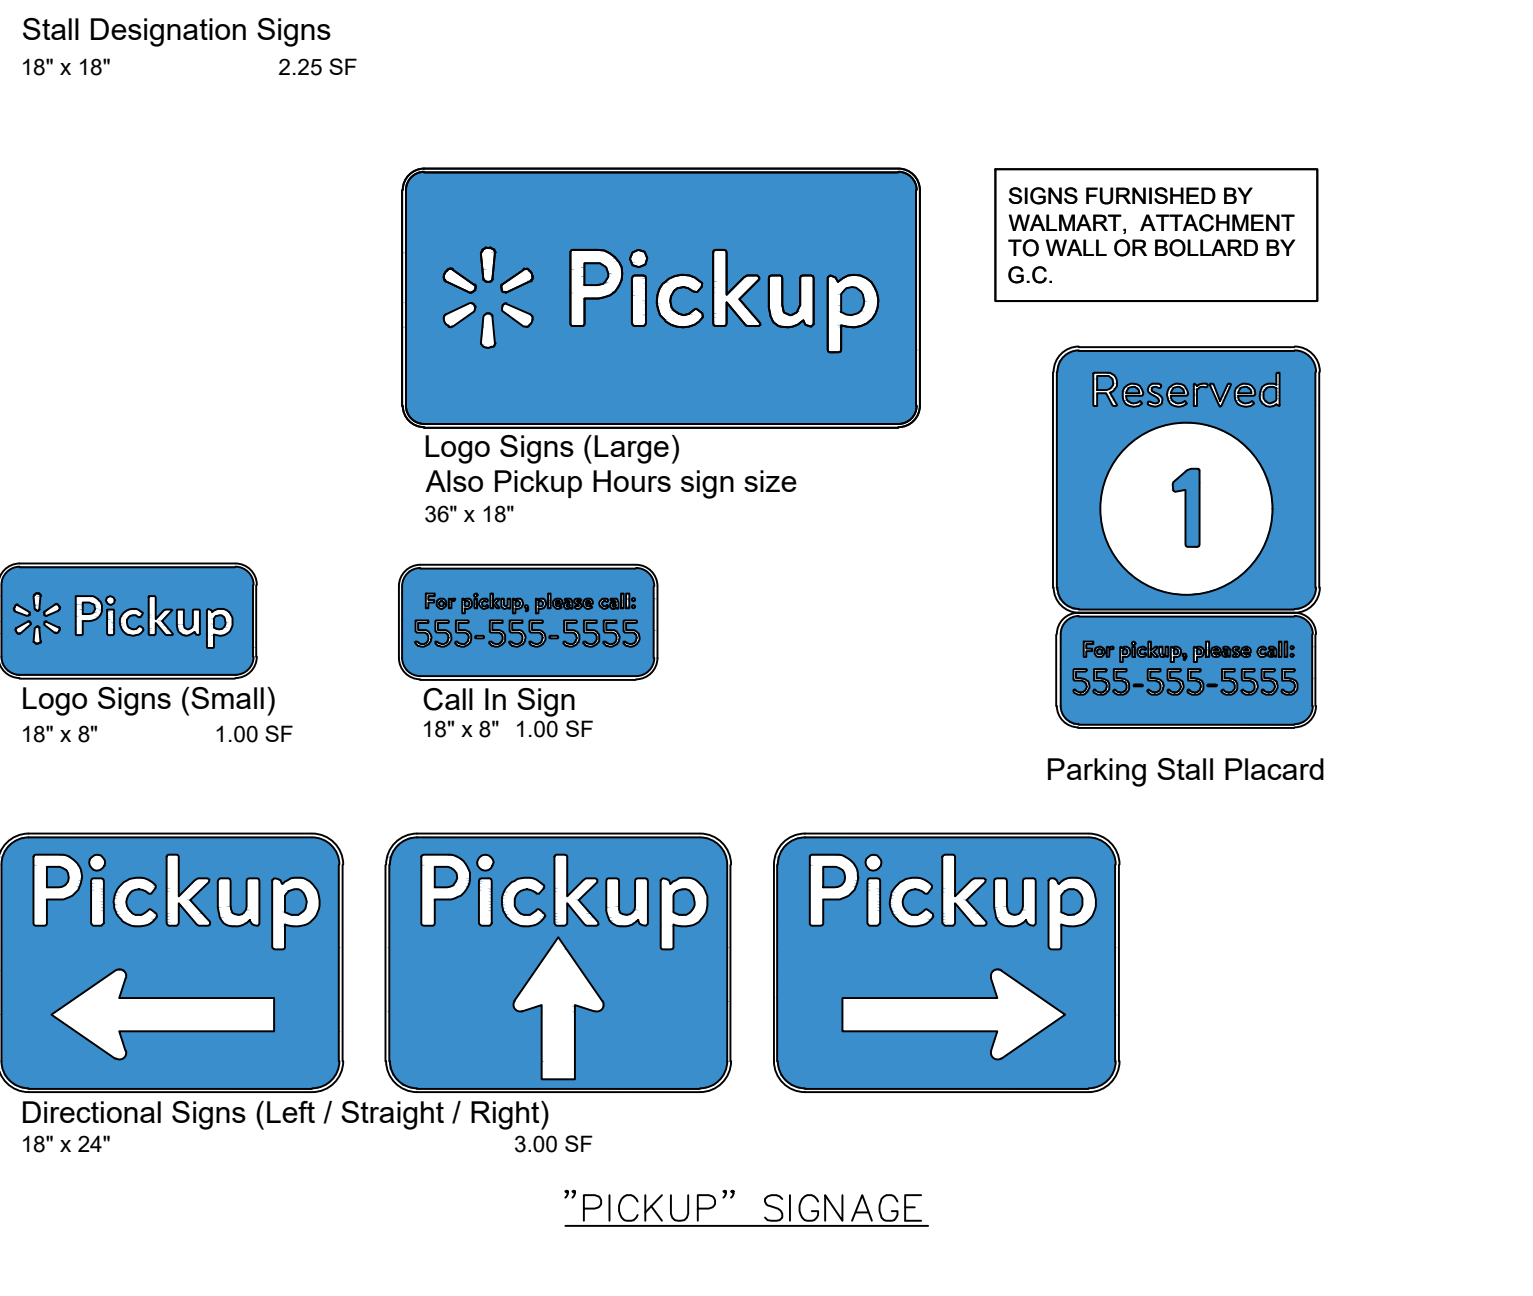 Stall Designation Signs
18" x 18" 2.25 SF
Pickup
Logo Signs (Large)
Also Pickup Hours sign size
36" x 18"
SIGNS FURNISHED BY
WALMART, ATTACHMENT
TO WALL OR BOLLARD BY
G.C.
Reserved
1
For pickup, please call:
555-555-5555
Parking Stall Placard
Pickup
Logo Signs (Small)
18" x 8" 1.00 SF
For pickup, please call:
555-555-5555
Call In Sign
18" x 8" 1.00 SF
Pickup
Pickup
Pickup
Directional Signs (Left / Straight / Right)
18" x 24" 3.00 SF
"PICKUP" SIGNAGE